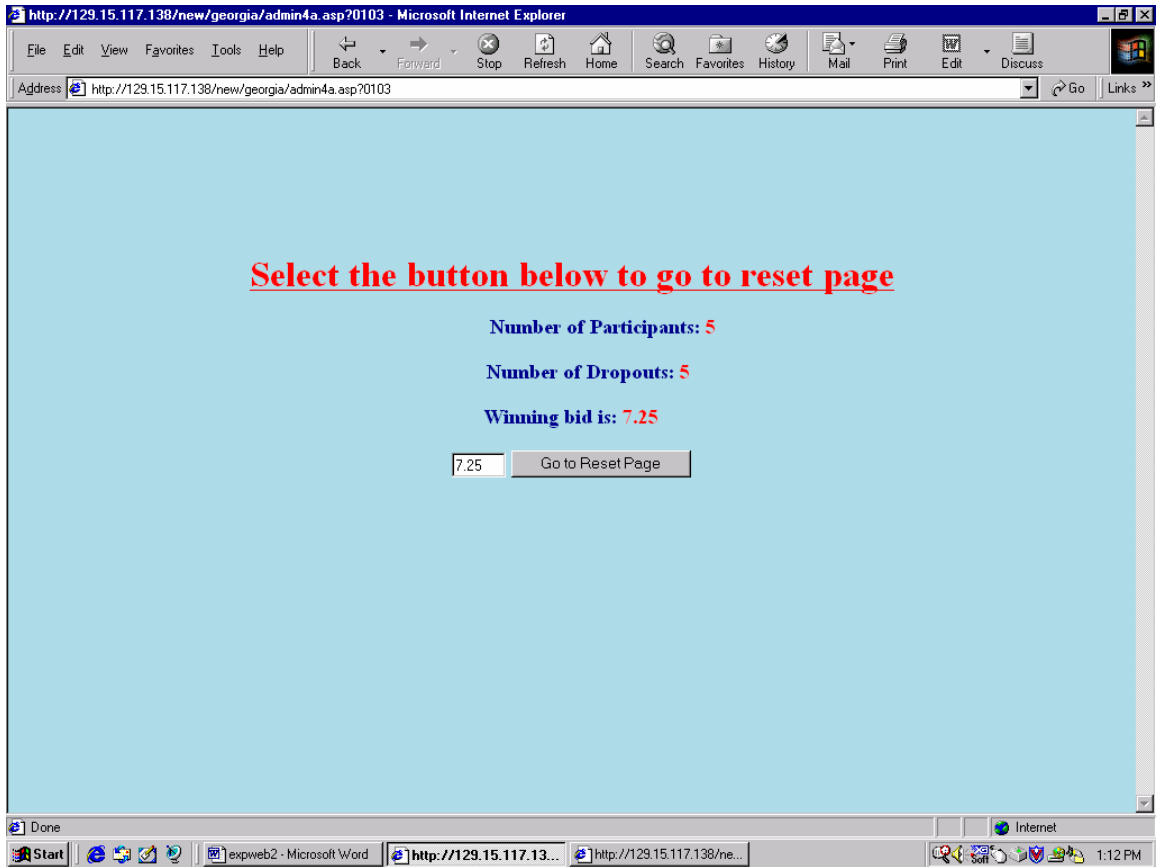 http://129.15.117.138/new/georgia/admin4a.asp?0103 - Microsoft Internet Explorer
File Edit View Favorites Tools Help Back Forward Stop Refresh Home Search Favorites History Mail Print Edit Discuss
Address http://129.15.117.138/new/georgia/admin4a.asp?0103 Go Links »
Select the button below to go to reset page
Number of Participants: 5
Number of Dropouts: 5
Winning bid is: 7.25
7.25 Go to Reset Page
Done Internet
Start expweb2 - Microsoft Word http://129.15.117.13... http://129.15.117.138/ne... 1:12 PM